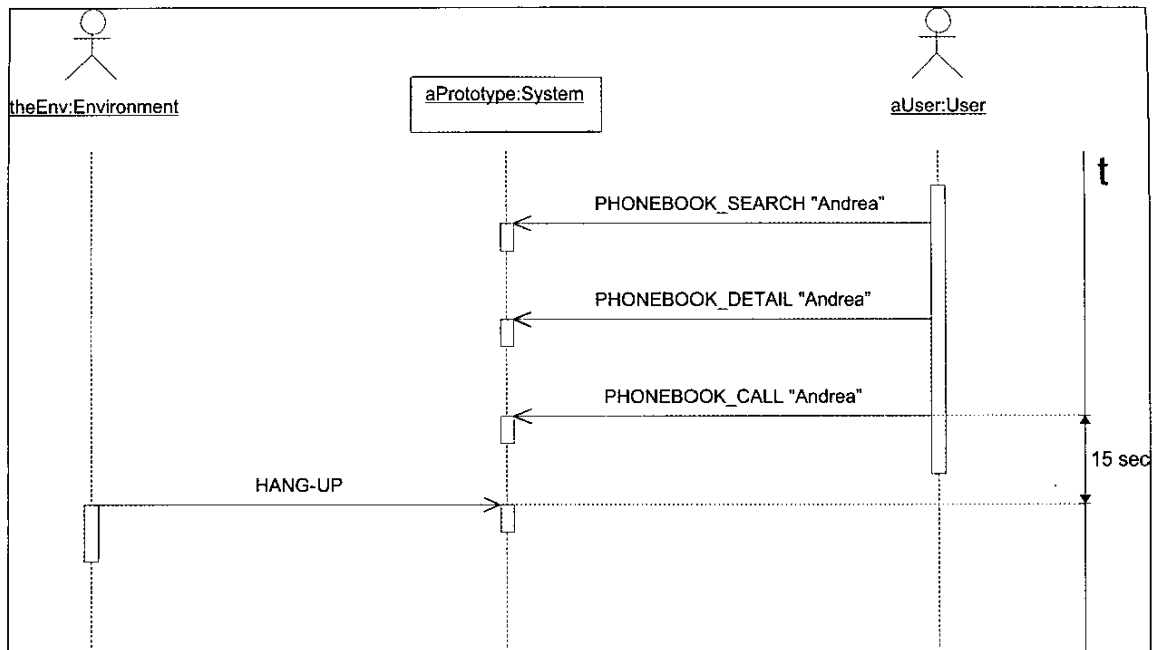 theEnv:Environment
aPrototype:System
aUser:User
t
PHONEBOOK_SEARCH "Andrea"
PHONEBOOK_DETAIL "Andrea"
PHONEBOOK_CALL "Andrea"
15 sec
HANG-UP